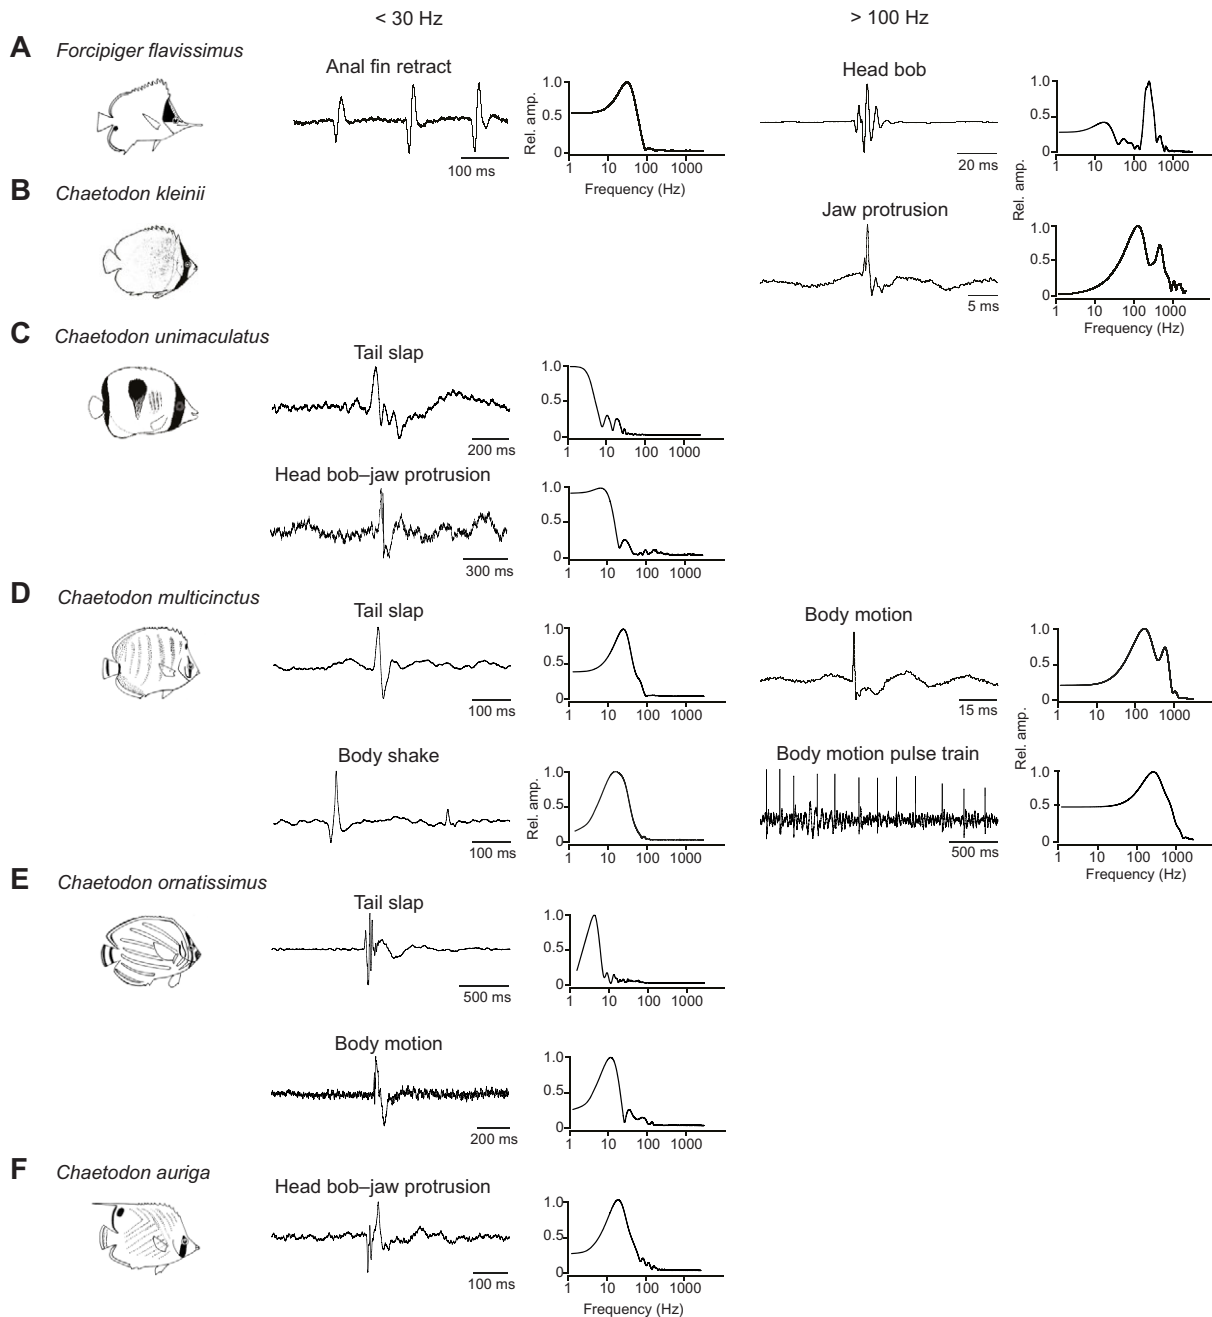 < 30 Hz
> 100 Hz
A
Forcipiger flavissimus
Anal fin retract
100 ms
Rel. amp.
1.0
0.5
0
1
10
100
1000
Frequency (Hz)
Head bob
20 ms
Rel. amp.
1.0
0.5
0
1
10
100
1000
B
Chaetodon kleinii
Jaw protrusion
5 ms
1.0
0.5
0
1
10
100
1000
Frequency (Hz)
C
Chaetodon unimaculatus
Tail slap
200 ms
1.0
0.5
0
1
10
100
1000
Head bob–jaw protrusion
300 ms
1.0
0.5
0
1
10
100
1000
D
Chaetodon multicinctus
Tail slap
100 ms
1.0
0.5
0
1
10
100
1000
Body motion
15 ms
Rel. amp.
1.0
0.5
0
1
10
100
1000
Body shake
100 ms
Rel. amp.
1.0
0.5
0
1
10
100
1000
Body motion pulse train
500 ms
1.0
0.5
0
1
10
100
1000
Frequency (Hz)
E
Chaetodon ornatissimus
Tail slap
500 ms
1.0
0.5
0
1
10
100
1000
Body motion
200 ms
1.0
0.5
0
1
10
100
1000
F
Chaetodon auriga
Head bob–jaw protrusion
100 ms
1.0
0.5
0
1
10
100
1000
Frequency (Hz)